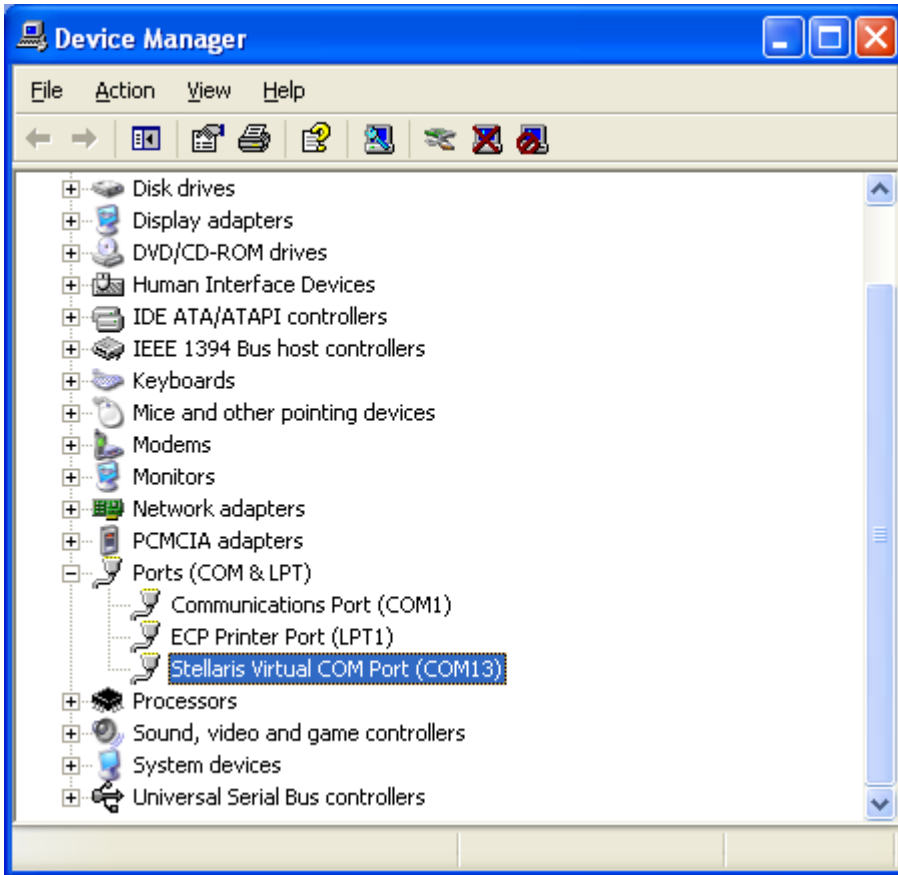 Device Manager
File Action View Help
Disk drives
Display adapters
DVD/CD-ROM drives
Human Interface Devices
IDE ATA/ATAPI controllers
IEEE 1394 Bus host controllers
Keyboards
Mice and other pointing devices
Modems
Monitors
Network adapters
PCMCIA adapters
Ports (COM & LPT)
Communications Port (COM1)
ECP Printer Port (LPT1)
Stellaris Virtual COM Port (COM13)
Processors
Sound, video and game controllers
System devices
Universal Serial Bus controllers